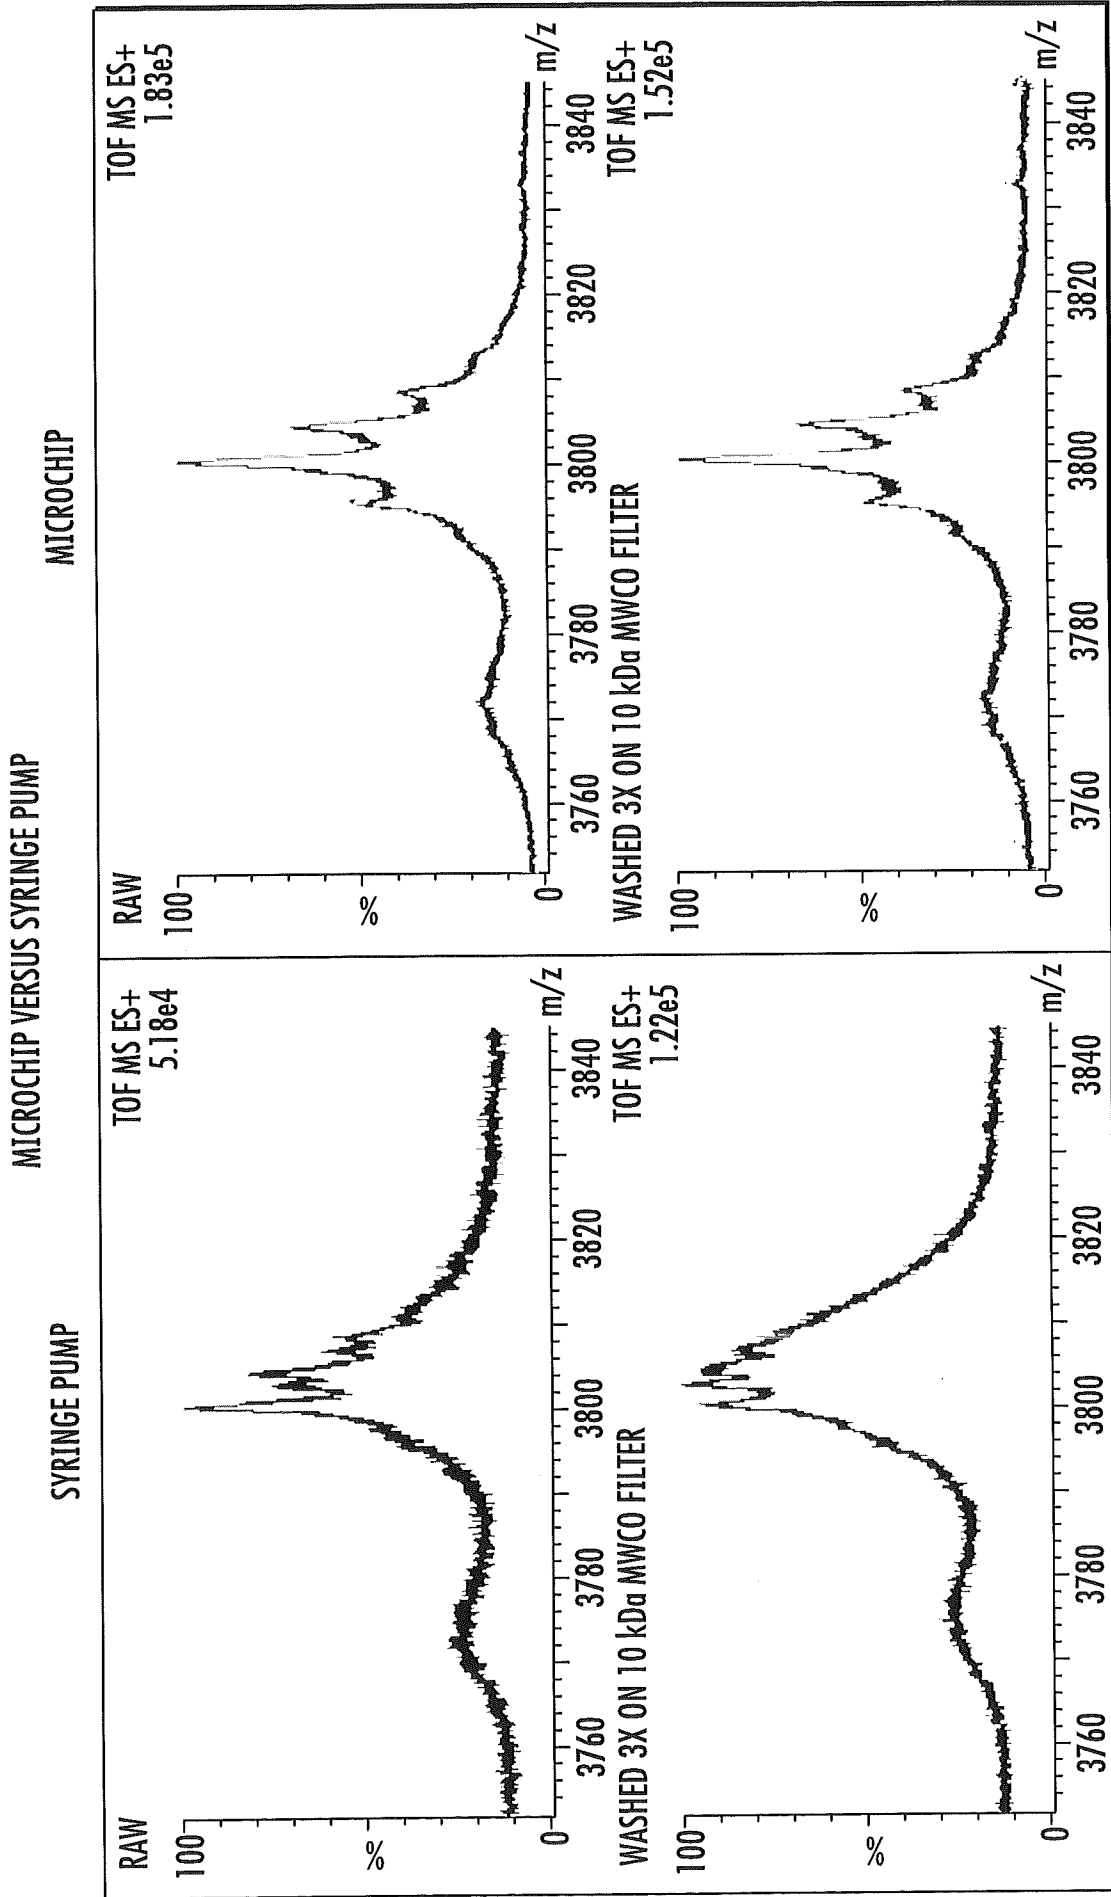 MICROCHIP VERSUS SYRINGE PUMP
SYRINGE PUMP
MICROCHIP
RAW
TOF MS ES+
5.18e4
100
%
0
3760
3780
3800
3820
3840
m/z
RAW
TOF MS ES+
1.83e5
100
%
0
3760
3780
3800
3820
3840
m/z
WASHED 3X ON 10 kDa MWCO FILTER
TOF MS ES+
1.22e5
100
%
0
3760
3780
3800
3820
3840
m/z
WASHED 3X ON 10 kDa MWCO FILTER
TOF MS ES+
1.52e5
100
%
0
3760
3780
3800
3820
3840
m/z